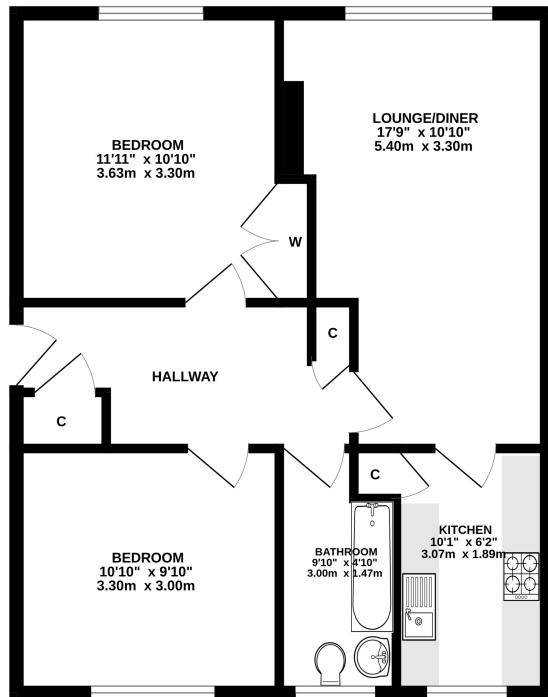 LOUNGE/DINER
17'9" x 10'10"
5.40m x 3.30m
BEDROOM
11'11" x 10'10"
3.63m x 3.30m
W
C
HALLWAY
C
C
KITCHEN
10'1" x 6'2"
3.07m x 1.89m
BEDROOM
10'10" x 9'10"
3.30m x 3.00m
BATHROOM
9'10" x 4'10"
3.00m x 1.47m